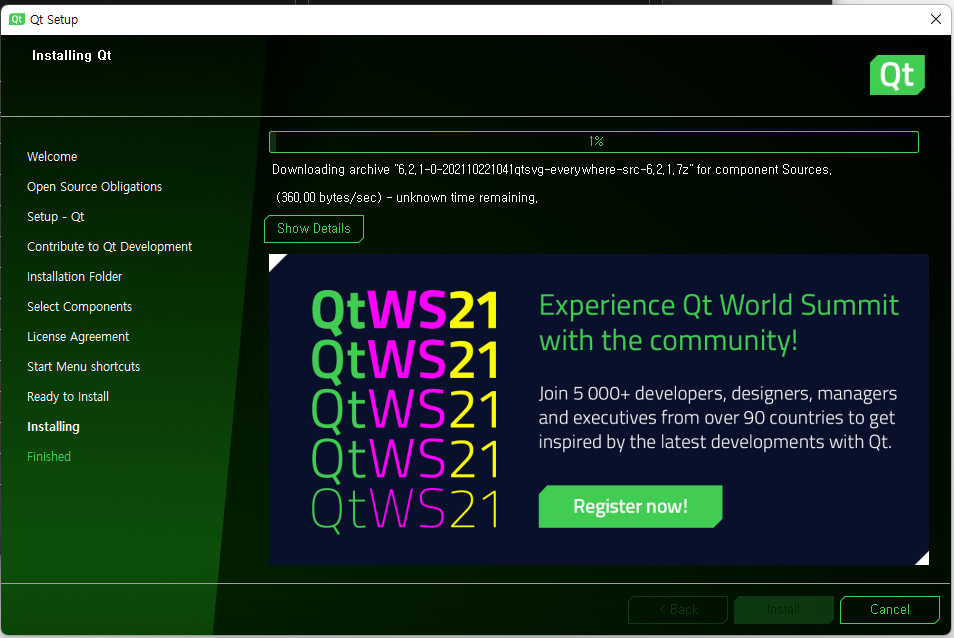 Qt Qt Setup
Installing Qt
Qt
Welcome
Open Source Obligations
Setup - Qt
Contribute to Qt Development
Installation Folder
Select Components
License Agreement
Start Menu shortcuts
Ready to Install
Installing
Finished
1%
Downloading archive "6.2.1-0-202110221041qtsvg-everywhere-src-6.2.1.7z" for component Sources.
(360.00 bytes/sec) - unknown time remaining.
Show Details
QtWS21
QtWS21
QtWS21
QtWS21
QtWS21
Experience Qt World Summit
with the community!
Join 5 000+ developers, designers, managers
and executives from over 90 countries to get
inspired by the latest developments with Qt.
Register now!
< Back
Install
Cancel